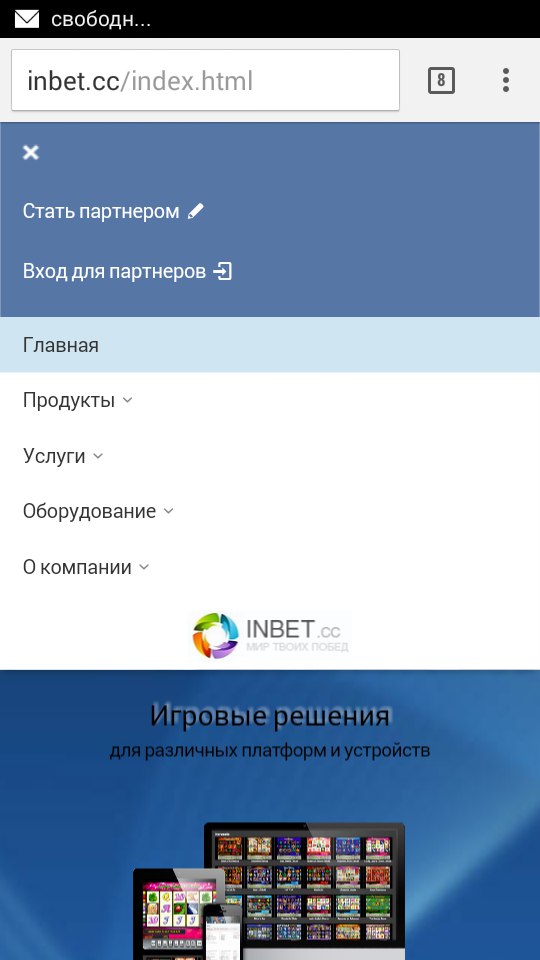 свободн...
inbet.cc/index.html
8
Стать партнером
Вход для партнеров
Главная
Продукты
Услуги
Оборудование
О компании
INBET.cc
МИР ТВОИХ ПОБЕД
Игровые решения
для различных платформ и устройств